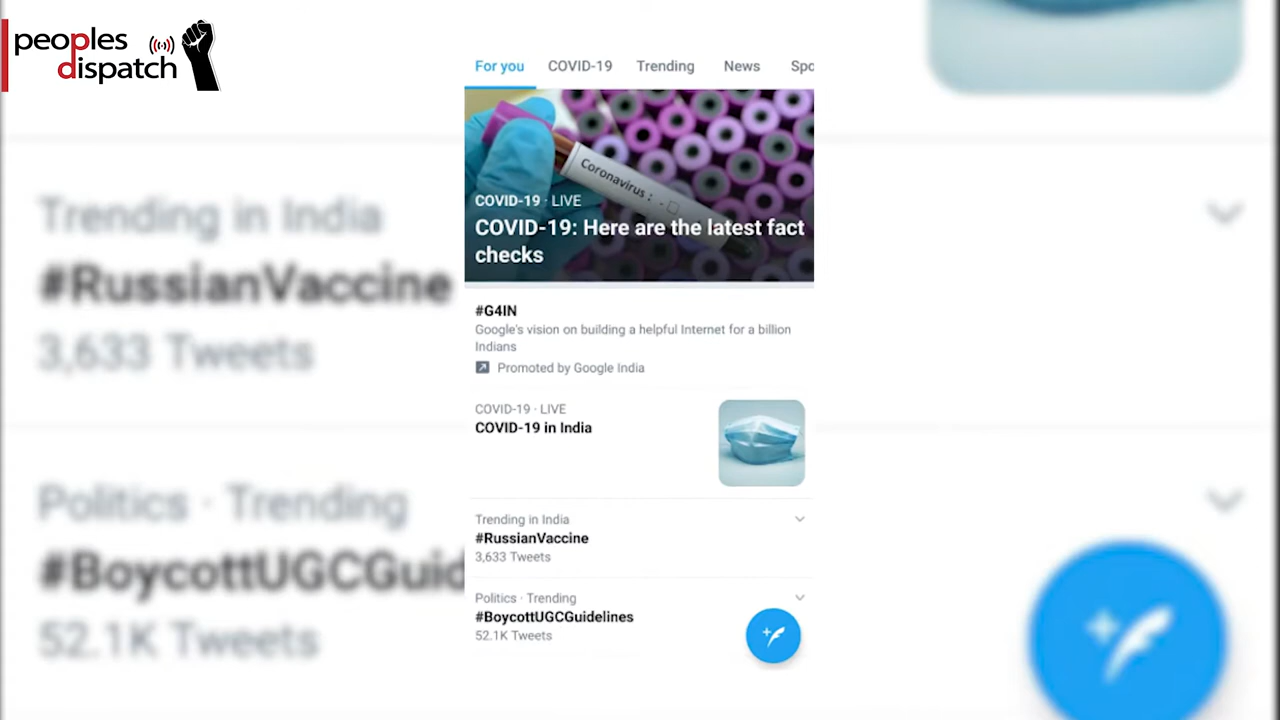 peoples
dispatch
For you COVID-19 Trending News Spo
Coronavirus :
COVID-19 · LIVE
COVID-19: Here are the latest fact
checks
#G4IN
Google's vision on building a helpful Internet for a billion
Indians
Promoted by Google India
COVID-19 · LIVE
COVID-19 in India
Trending in India
#RussianVaccine
3,633 Tweets
Politics · Trending
#BoycottUGCGuidelines
52.1K Tweets
Trending in India
#RussianVaccine
3,633 Tweets
Politics · Trending
#BoycottUGCGuid
52.1K Tweets